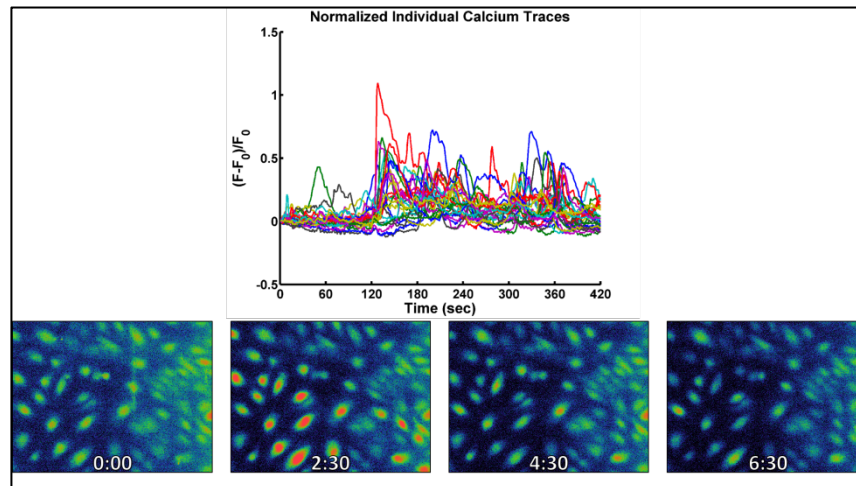 Normalized Individual Calcium Traces
(F-F₀)/F₀
1.5
1
0.5
0
-0.5
0 60 120 180 240 300 360 420
Time (sec)
0:00 2:30 4:30 6:30